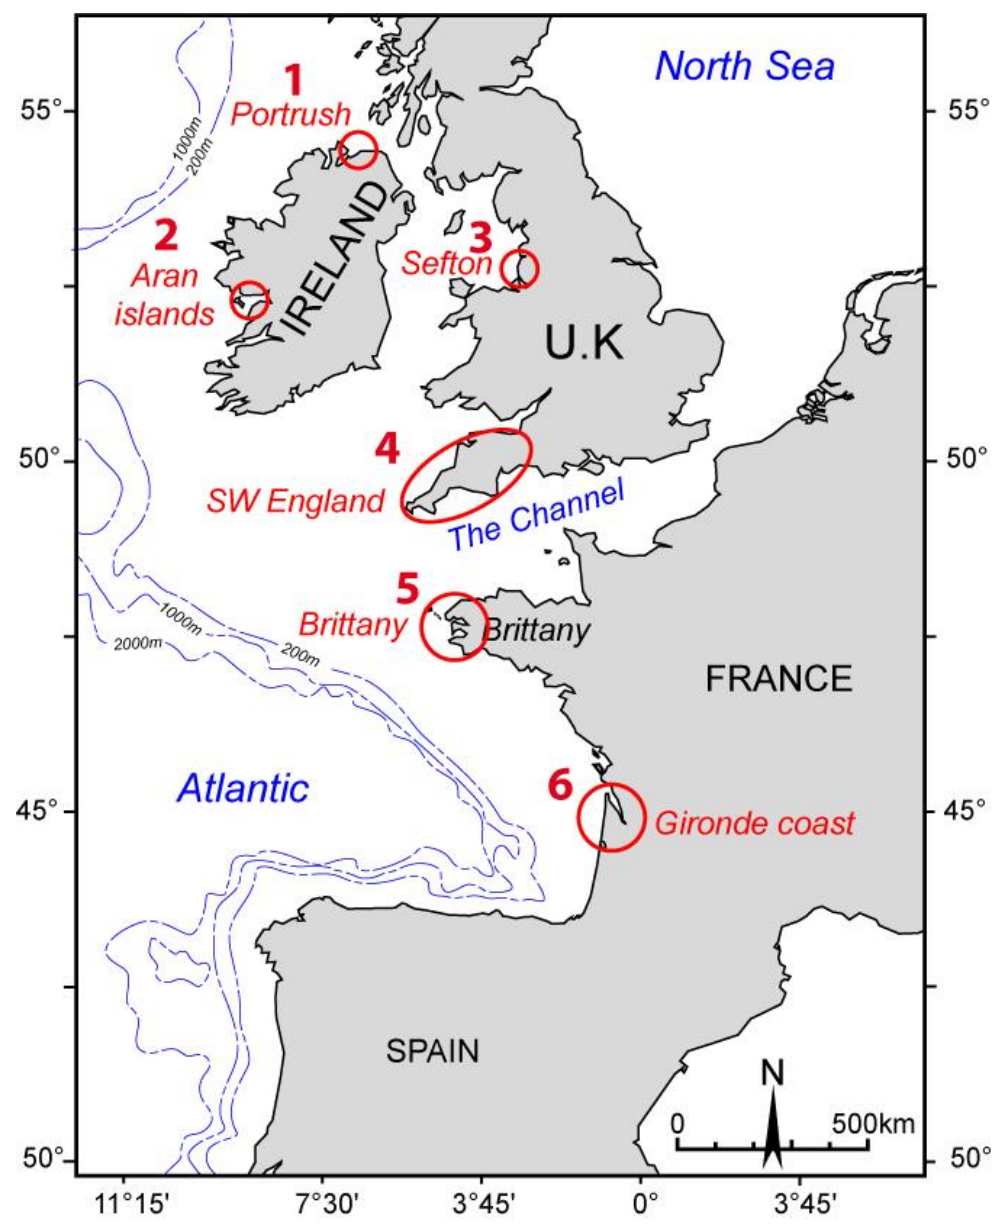 North Sea
1
Portrush
55°
55°
1000m
200m
2
Aran
islands
IRELAND
3
Sefton
U.K
4
SW England
50°
50°
The Channel
5
Brittany
Brittany
1000m
200m
2000m
FRANCE
Atlantic
6
Gironde coast
45°
45°
SPAIN
N
0
500km
50°
50°
11°15'
7°30'
3°45'
0°
3°45'